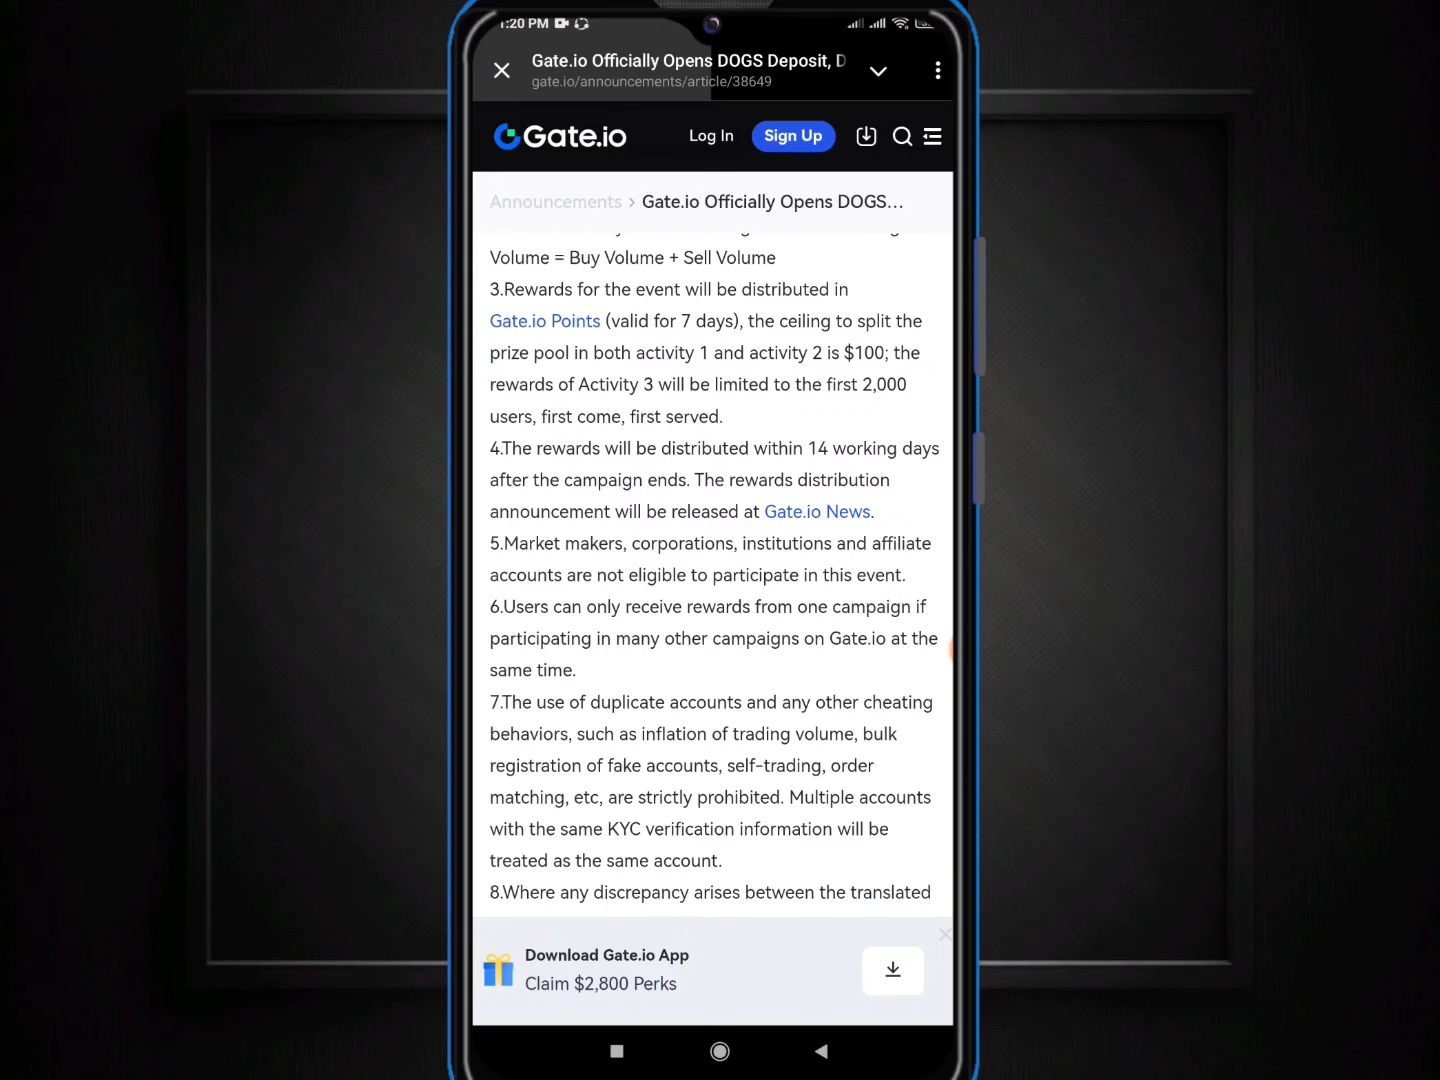 1:20 PM
Gate.io Officially Opens DOGS Deposit, D
gate.io/announcements/article/38649
Gate.io
Log In
Sign Up
Announcements › Gate.io Officially Opens DOGS...
Volume = Buy Volume + Sell Volume
3.Rewards for the event will be distributed in
Gate.io Points (valid for 7 days), the ceiling to split the
prize pool in both activity 1 and activity 2 is $100; the
rewards of Activity 3 will be limited to the first 2,000
users, first come, first served.
4.The rewards will be distributed within 14 working days
after the campaign ends. The rewards distribution
announcement will be released at Gate.io News.
5.Market makers, corporations, institutions and affiliate
accounts are not eligible to participate in this event.
6.Users can only receive rewards from one campaign if
participating in many other campaigns on Gate.io at the
same time.
7.The use of duplicate accounts and any other cheating
behaviors, such as inflation of trading volume, bulk
registration of fake accounts, self-trading, order
matching, etc, are strictly prohibited. Multiple accounts
with the same KYC verification information will be
treated as the same account.
8.Where any discrepancy arises between the translated
Download Gate.io App
Claim $2,800 Perks